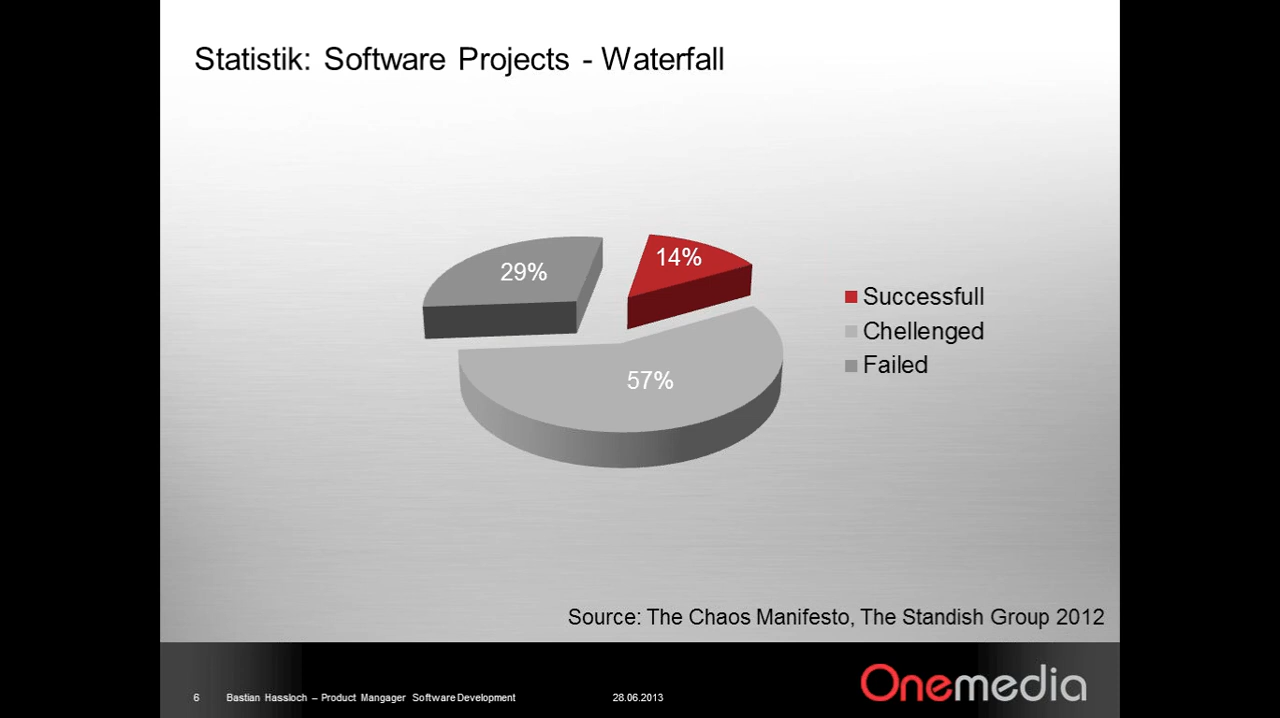 Statistik: Software Projects - Waterfall
29%
14%
57%
Successfull
Chellenged
Failed
Source: The Chaos Manifesto, The Standish Group 2012
6 Bastian Hassloch – Product Mangager Software Development 28.06.2013
Onemedia